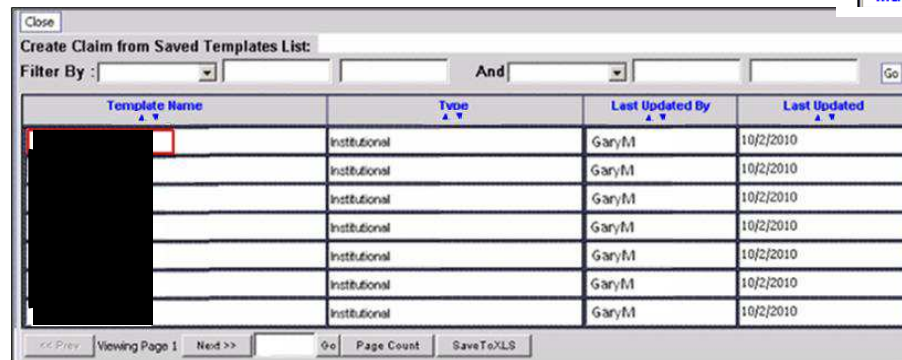 Close
Create Claim from Saved Templates List:
Filter By : And Go
Template Name Type Last Updated By Last Updated
Institutional GaryM 10/2/2010
Institutional GaryM 10/2/2010
Institutional GaryM 10/2/2010
Institutional GaryM 10/2/2010
Institutional GaryM 10/2/2010
Institutional GaryM 10/2/2010
Institutional GaryM 10/2/2010
<< Prev Viewing Page 1 Next >> Go Page Count SaveToXLS